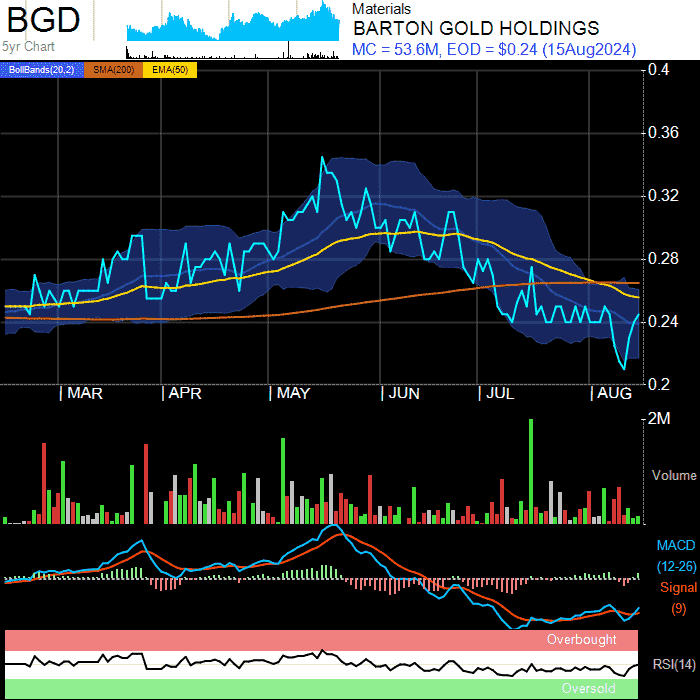 BGD
5yr Chart
Materials
BARTON GOLD HOLDINGS
MC = 53.6M, EOD = $0.24 (15Aug2024)
BollBands(20,2) SMA(200) EMA(50)
0.4
0.36
0.32
0.28
0.24
0.2
MAR APR MAY JUN JUL AUG
2M
Volume
MACD
(12-26)
Signal
(9)
Overbought
RSI(14)
Oversold